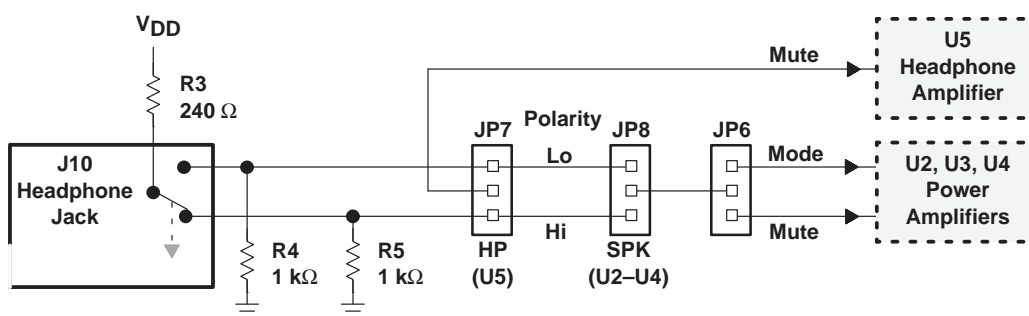 VDD
R3
240 Ω
J10
Headphone
Jack
R4
1 kΩ
R5
1 kΩ
JP7
Polarity
JP8
JP6
Lo
Hi
HP
(U5)
SPK
(U2–U4)
Mute
Mode
Mute
U5
Headphone
Amplifier
U2, U3, U4
Power
Amplifiers